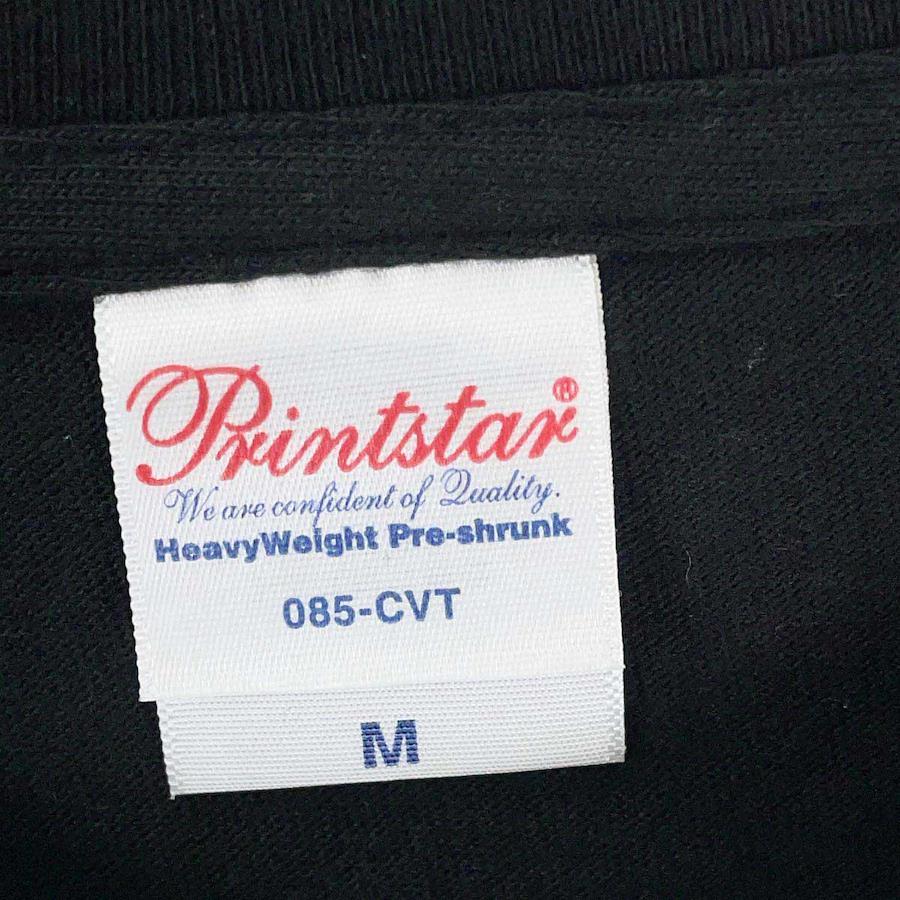 Printstar®
We are confident of Quality.
HeavyWeight Pre-shrunk
085-CVT
M